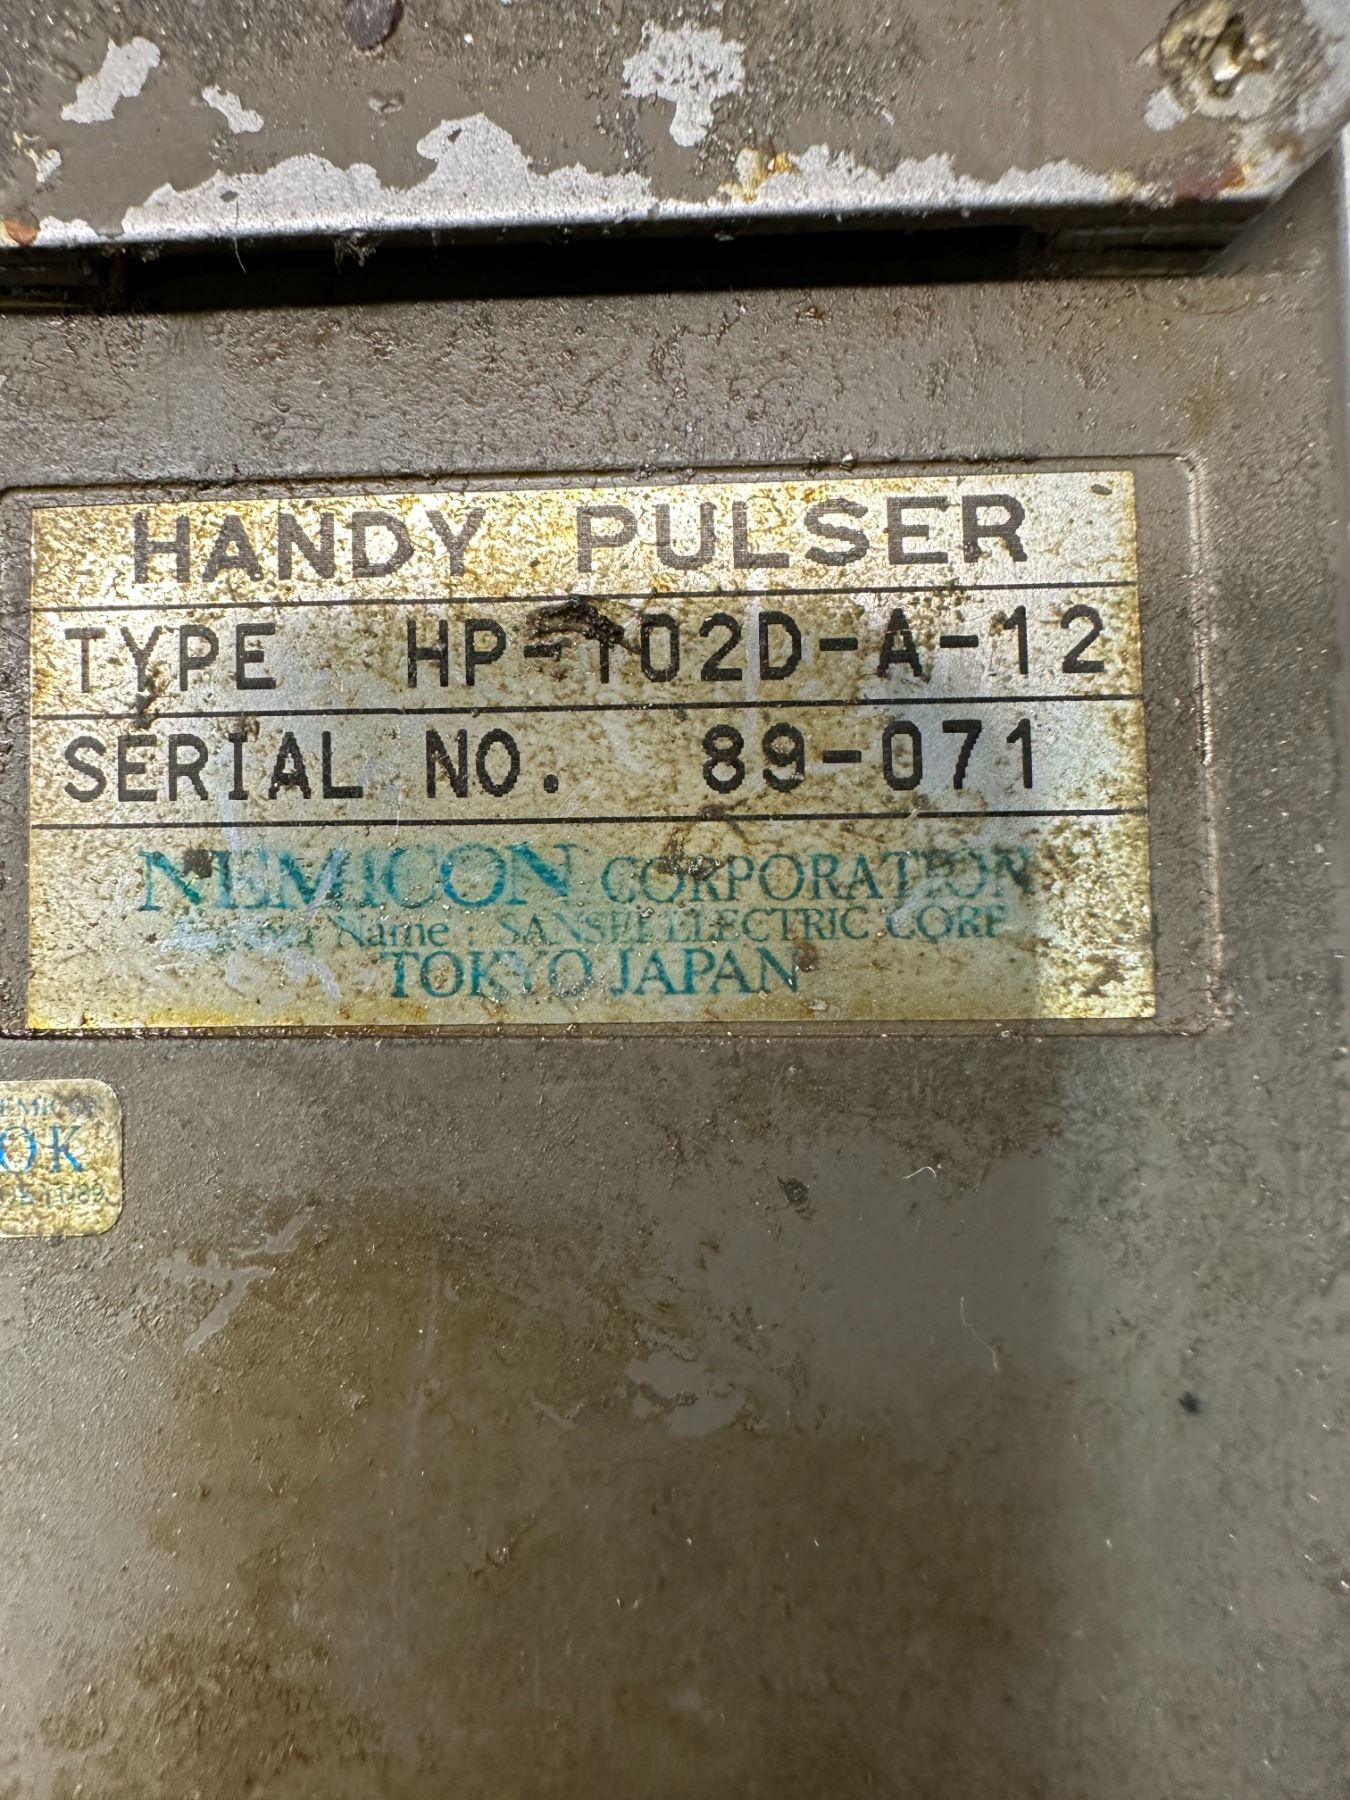 HANDY PULSER
TYPE HP-102D-A-12
SERIAL NO. 89-071
NEMICON CORPORATION
Name : SANSEI ELECTRIC CORP
TOKYO JAPAN
OK